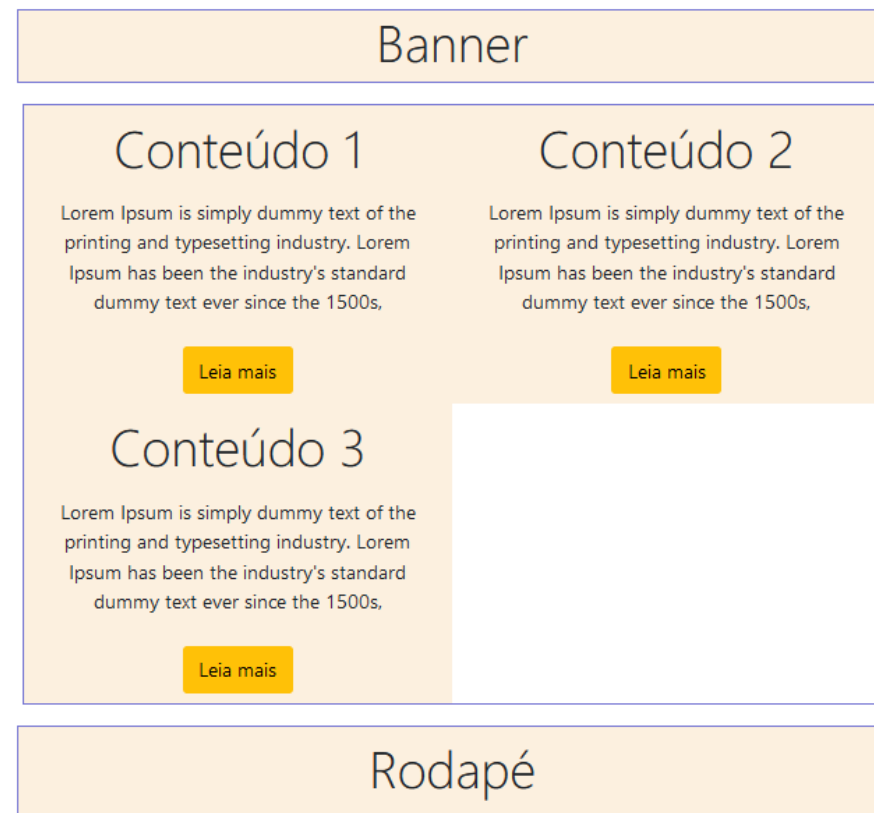 Banner
Conteúdo 1
Lorem Ipsum is simply dummy text of the
printing and typesetting industry. Lorem
Ipsum has been the industry's standard
dummy text ever since the 1500s,
Leia mais
Conteúdo 2
Lorem Ipsum is simply dummy text of the
printing and typesetting industry. Lorem
Ipsum has been the industry's standard
dummy text ever since the 1500s,
Leia mais
Conteúdo 3
Lorem Ipsum is simply dummy text of the
printing and typesetting industry. Lorem
Ipsum has been the industry's standard
dummy text ever since the 1500s,
Leia mais
Rodapé